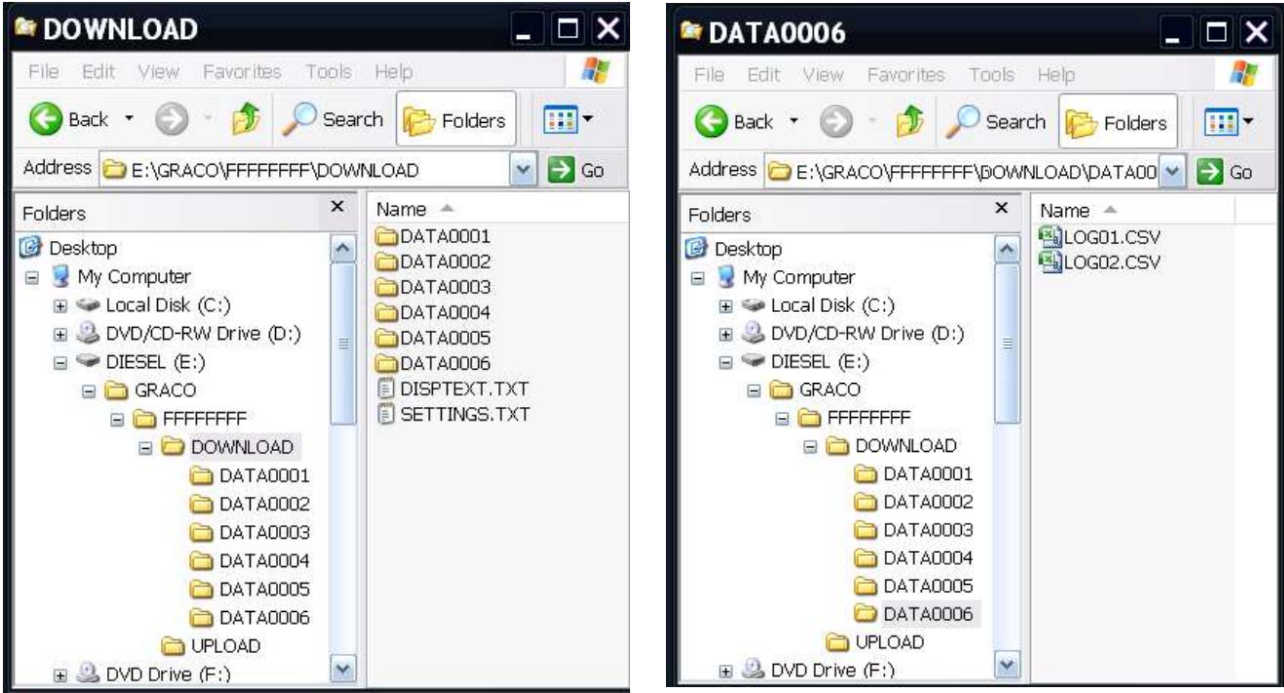 DOWNLOAD
File Edit View Favorites Tools Help
Back Search Folders
Address E:\GRACO\FFFFFFFF\DOWNLOAD Go
Folders
Desktop
My Computer
Local Disk (C:)
DVD/CD-RW Drive (D:)
DIESEL (E:)
GRACO
FFFFFFFF
DOWNLOAD
DATA0001
DATA0002
DATA0003
DATA0004
DATA0005
DATA0006
UPLOAD
DVD Drive (F:)
Name
DATA0001
DATA0002
DATA0003
DATA0004
DATA0005
DATA0006
DISPTEXT.TXT
SETTINGS.TXT
DATA0006
File Edit View Favorites Tools Help
Back Search Folders
Address E:\GRACO\FFFFFFFF\DOWNLOAD\DATA00 Go
Folders
Desktop
My Computer
Local Disk (C:)
DVD/CD-RW Drive (D:)
DIESEL (E:)
GRACO
FFFFFFFF
DOWNLOAD
DATA0001
DATA0002
DATA0003
DATA0004
DATA0005
DATA0006
UPLOAD
DVD Drive (F:)
Name
LOG01.CSV
LOG02.CSV